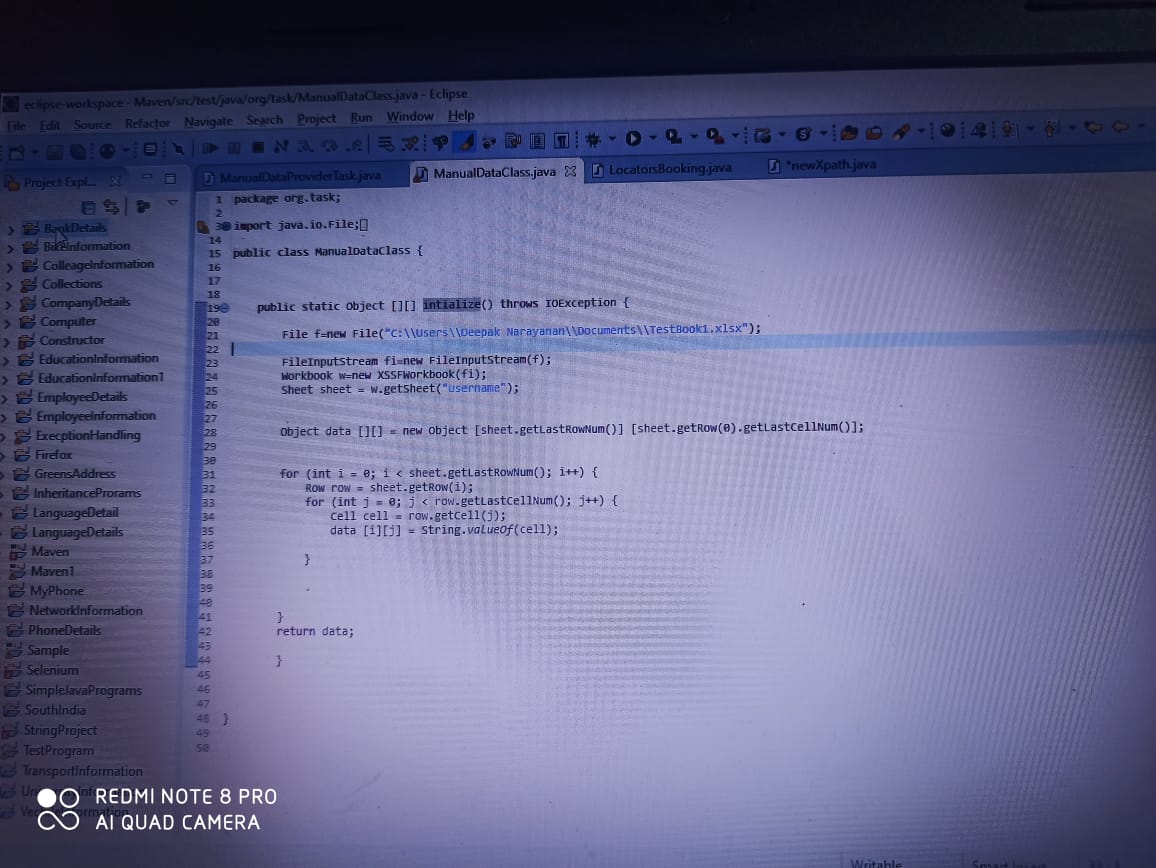 eclipse-workspace - Maven/src/test/java/org/task/ManualDataClass.java - Eclipse
File Edit Source Refactor Navigate Search Project Run Window Help
Project Expl...
ManualDataProviderTask.java
ManualDataClass.java
LocatorsBooking.java
*newXpath.java
BankDetails
BikeInformation
ColleageInformation
Collections
CompanyDetails
Computer
Constructor
EducationInformation
EducationInformation1
EmployeeDetails
EmployeeInformation
ExecptionHandling
Firefox
GreensAddress
InheritanceProrams
LanguageDetail
LanguageDetails
Maven
Maven1
MyPhone
NetworkInformation
PhoneDetails
Sample
Selenium
SimpleJavaPrograms
SouthIndia
StringProject
TestProgram
TransportInformation
1 package org.task;
2
3 import java.io.File;
14
15 public class ManualDataClass {
16
17
18
19 public static Object [][] intialize() throws IOException {
20
21 File f=new File("C:\\Users\\Deepak Narayanan\\Documents\\TestBook1.xlsx");
22
23 FileInputStream fi=new FileInputStream(f);
24 Workbook w=new XSSFWorkbook(fi);
25 Sheet sheet = w.getSheet("username");
26
27
28 Object data [][] = new Object [sheet.getLastRowNum()] [sheet.getRow(0).getLastCellNum()];
29
30
31 for (int i = 0; i < sheet.getLastRowNum(); i++) {
32 Row row = sheet.getRow(i);
33 for (int j = 0; j < row.getLastCellNum(); j++) {
34 Cell cell = row.getCell(j);
35 data [i][j] = String.valueOf(cell);
36
37 }
38
39
40
41 }
42 return data;
43
44 }
45
46
47
48 }
49
50
Writable
REDMI NOTE 8 PRO
AI QUAD CAMERA